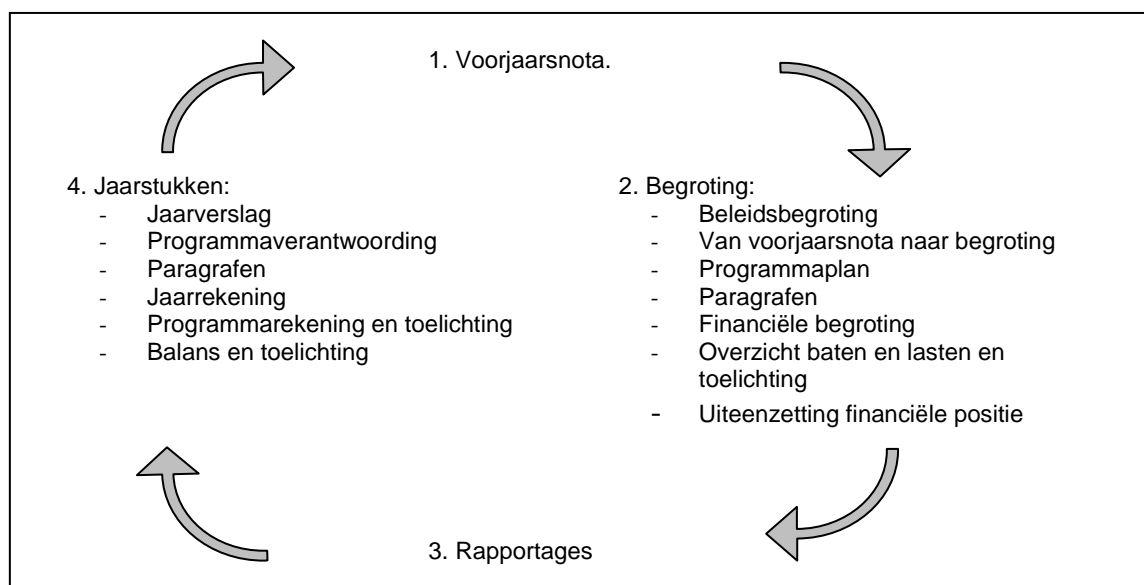 1. Voorjaarsnota.
2. Begroting:
- Beleidsbegroting
- Van voorjaarsnota naar begroting
- Programmaplan
- Paragrafen
- Financiële begroting
- Overzicht baten en lasten en
toelichting
- Uiteenzetting financiële positie
3. Rapportages
4. Jaarstukken:
- Jaarverslag
- Programmaverantwoording
- Paragrafen
- Jaarrekening
- Programmarekening en toelichting
- Balans en toelichting